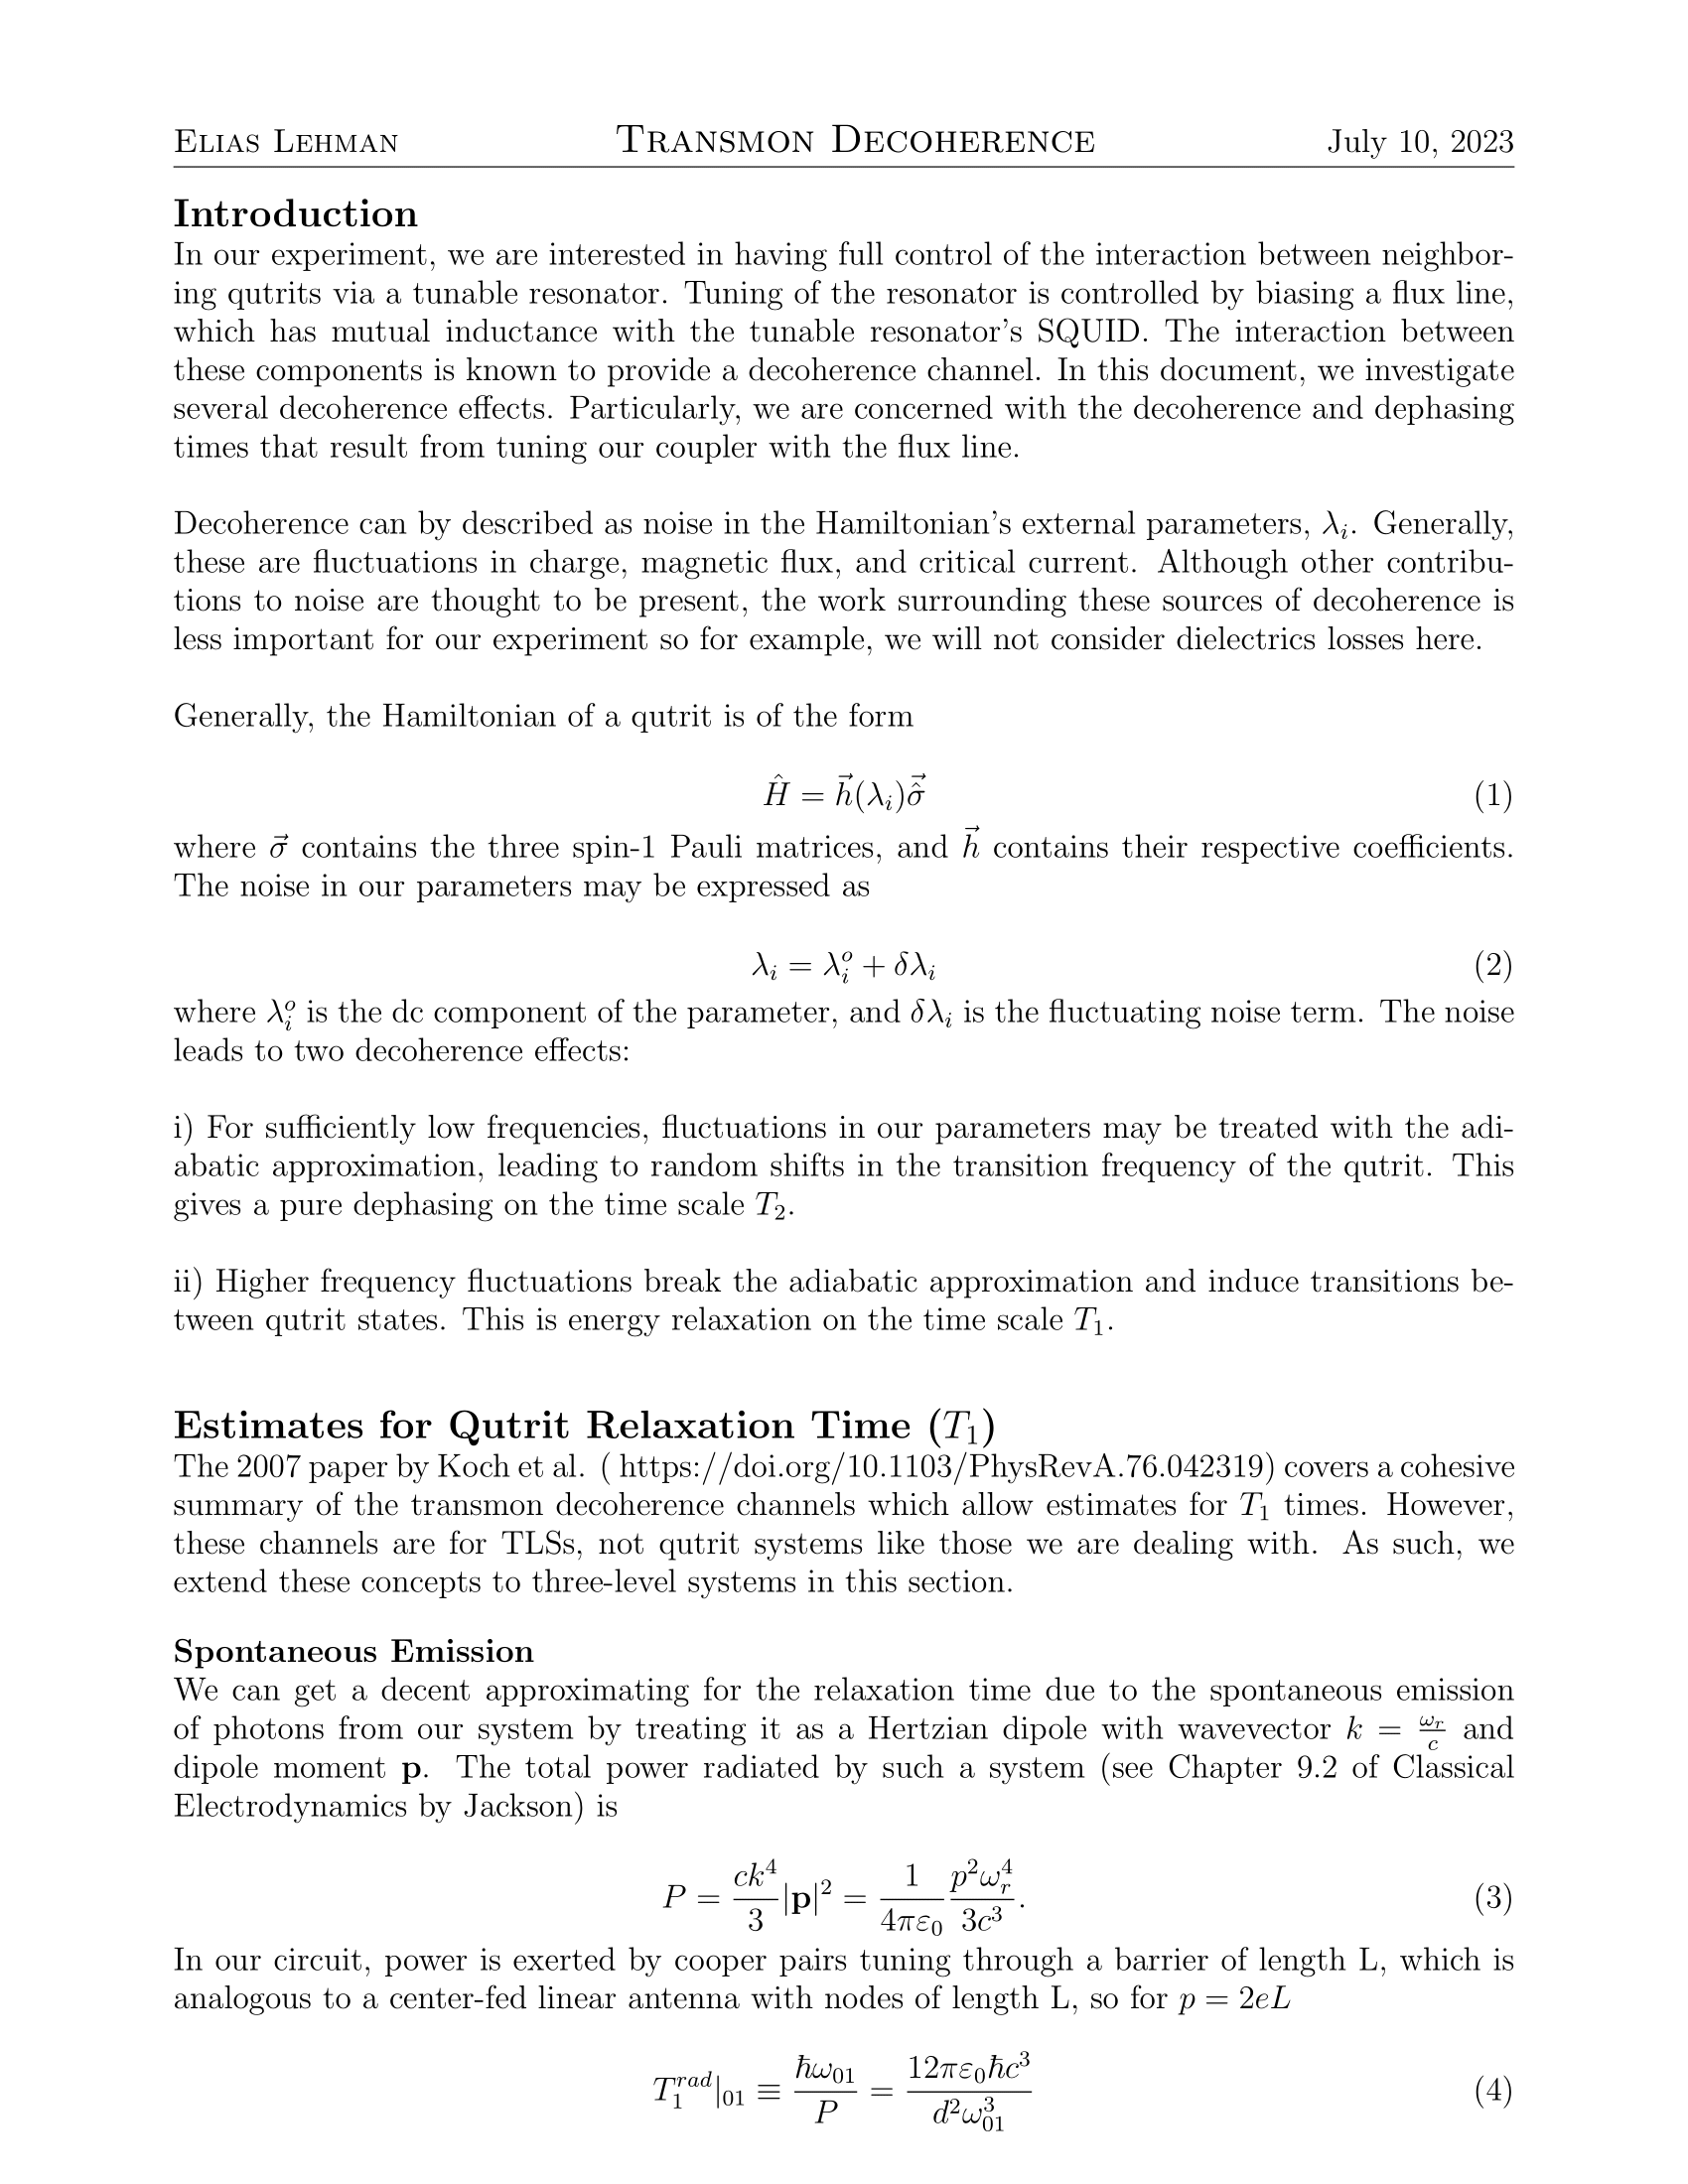 Elias Lehman Transmon Decoherence July 10, 2023
Introduction
In our experiment, we are interested in having full control of the interaction between neighbor-
ing qutrits via a tunable resonator. Tuning of the resonator is controlled by biasing a flux line,
which has mutual inductance with the tunable resonator's SQUID. The interaction between
these components is known to provide a decoherence channel. In this document, we investigate
several decoherence effects. Particularly, we are concerned with the decoherence and dephasing
times that result from tuning our coupler with the flux line.
Decoherence can by described as noise in the Hamiltonian's external parameters, λ_i. Generally,
these are fluctuations in charge, magnetic flux, and critical current. Although other contribu-
tions to noise are thought to be present, the work surrounding these sources of decoherence is
less important for our experiment so for example, we will not consider dielectrics losses here.
Generally, the Hamiltonian of a qutrit is of the form
$\hat{H} = \vec{h}(\lambda_i)\vec{\hat{\sigma}}$ (1)
where $\vec{\sigma}$ contains the three spin-1 Pauli matrices, and $\vec{h}$ contains their respective coefficients.
The noise in our parameters may be expressed as
$\lambda_i = \lambda_i^o + \delta\lambda_i$ (2)
where $\lambda_i^o$ is the dc component of the parameter, and $\delta\lambda_i$ is the fluctuating noise term. The noise
leads to two decoherence effects:
i) For sufficiently low frequencies, fluctuations in our parameters may be treated with the adi-
abatic approximation, leading to random shifts in the transition frequency of the qutrit. This
gives a pure dephasing on the time scale $T_2$.
ii) Higher frequency fluctuations break the adiabatic approximation and induce transitions be-
tween qutrit states. This is energy relaxation on the time scale $T_1$.
Estimates for Qutrit Relaxation Time ($T_1$)
The 2007 paper by Koch et al. ( https://doi.org/10.1103/PhysRevA.76.042319) covers a cohesive
summary of the transmon decoherence channels which allow estimates for $T_1$ times. However,
these channels are for TLSs, not qutrit systems like those we are dealing with. As such, we
extend these concepts to three-level systems in this section.
Spontaneous Emission
We can get a decent approximating for the relaxation time due to the spontaneous emission
of photons from our system by treating it as a Hertzian dipole with wavevector $k = \frac{\omega_r}{c}$ and
dipole moment $\mathbf{p}$. The total power radiated by such a system (see Chapter 9.2 of Classical
Electrodynamics by Jackson) is
$P = \frac{ck^4}{3}|\mathbf{p}|^2 = \frac{1}{4\pi\varepsilon_0}\frac{p^2\omega_r^4}{3c^3}.$ (3)
In our circuit, power is exerted by cooper pairs tuning through a barrier of length L, which is
analogous to a center-fed linear antenna with nodes of length L, so for $p = 2eL$
$T_1^{rad}|_{01} \equiv \frac{\hbar\omega_{01}}{P} = \frac{12\pi\varepsilon_0\hbar c^3}{d^2\omega_{01}^3}$ (4)